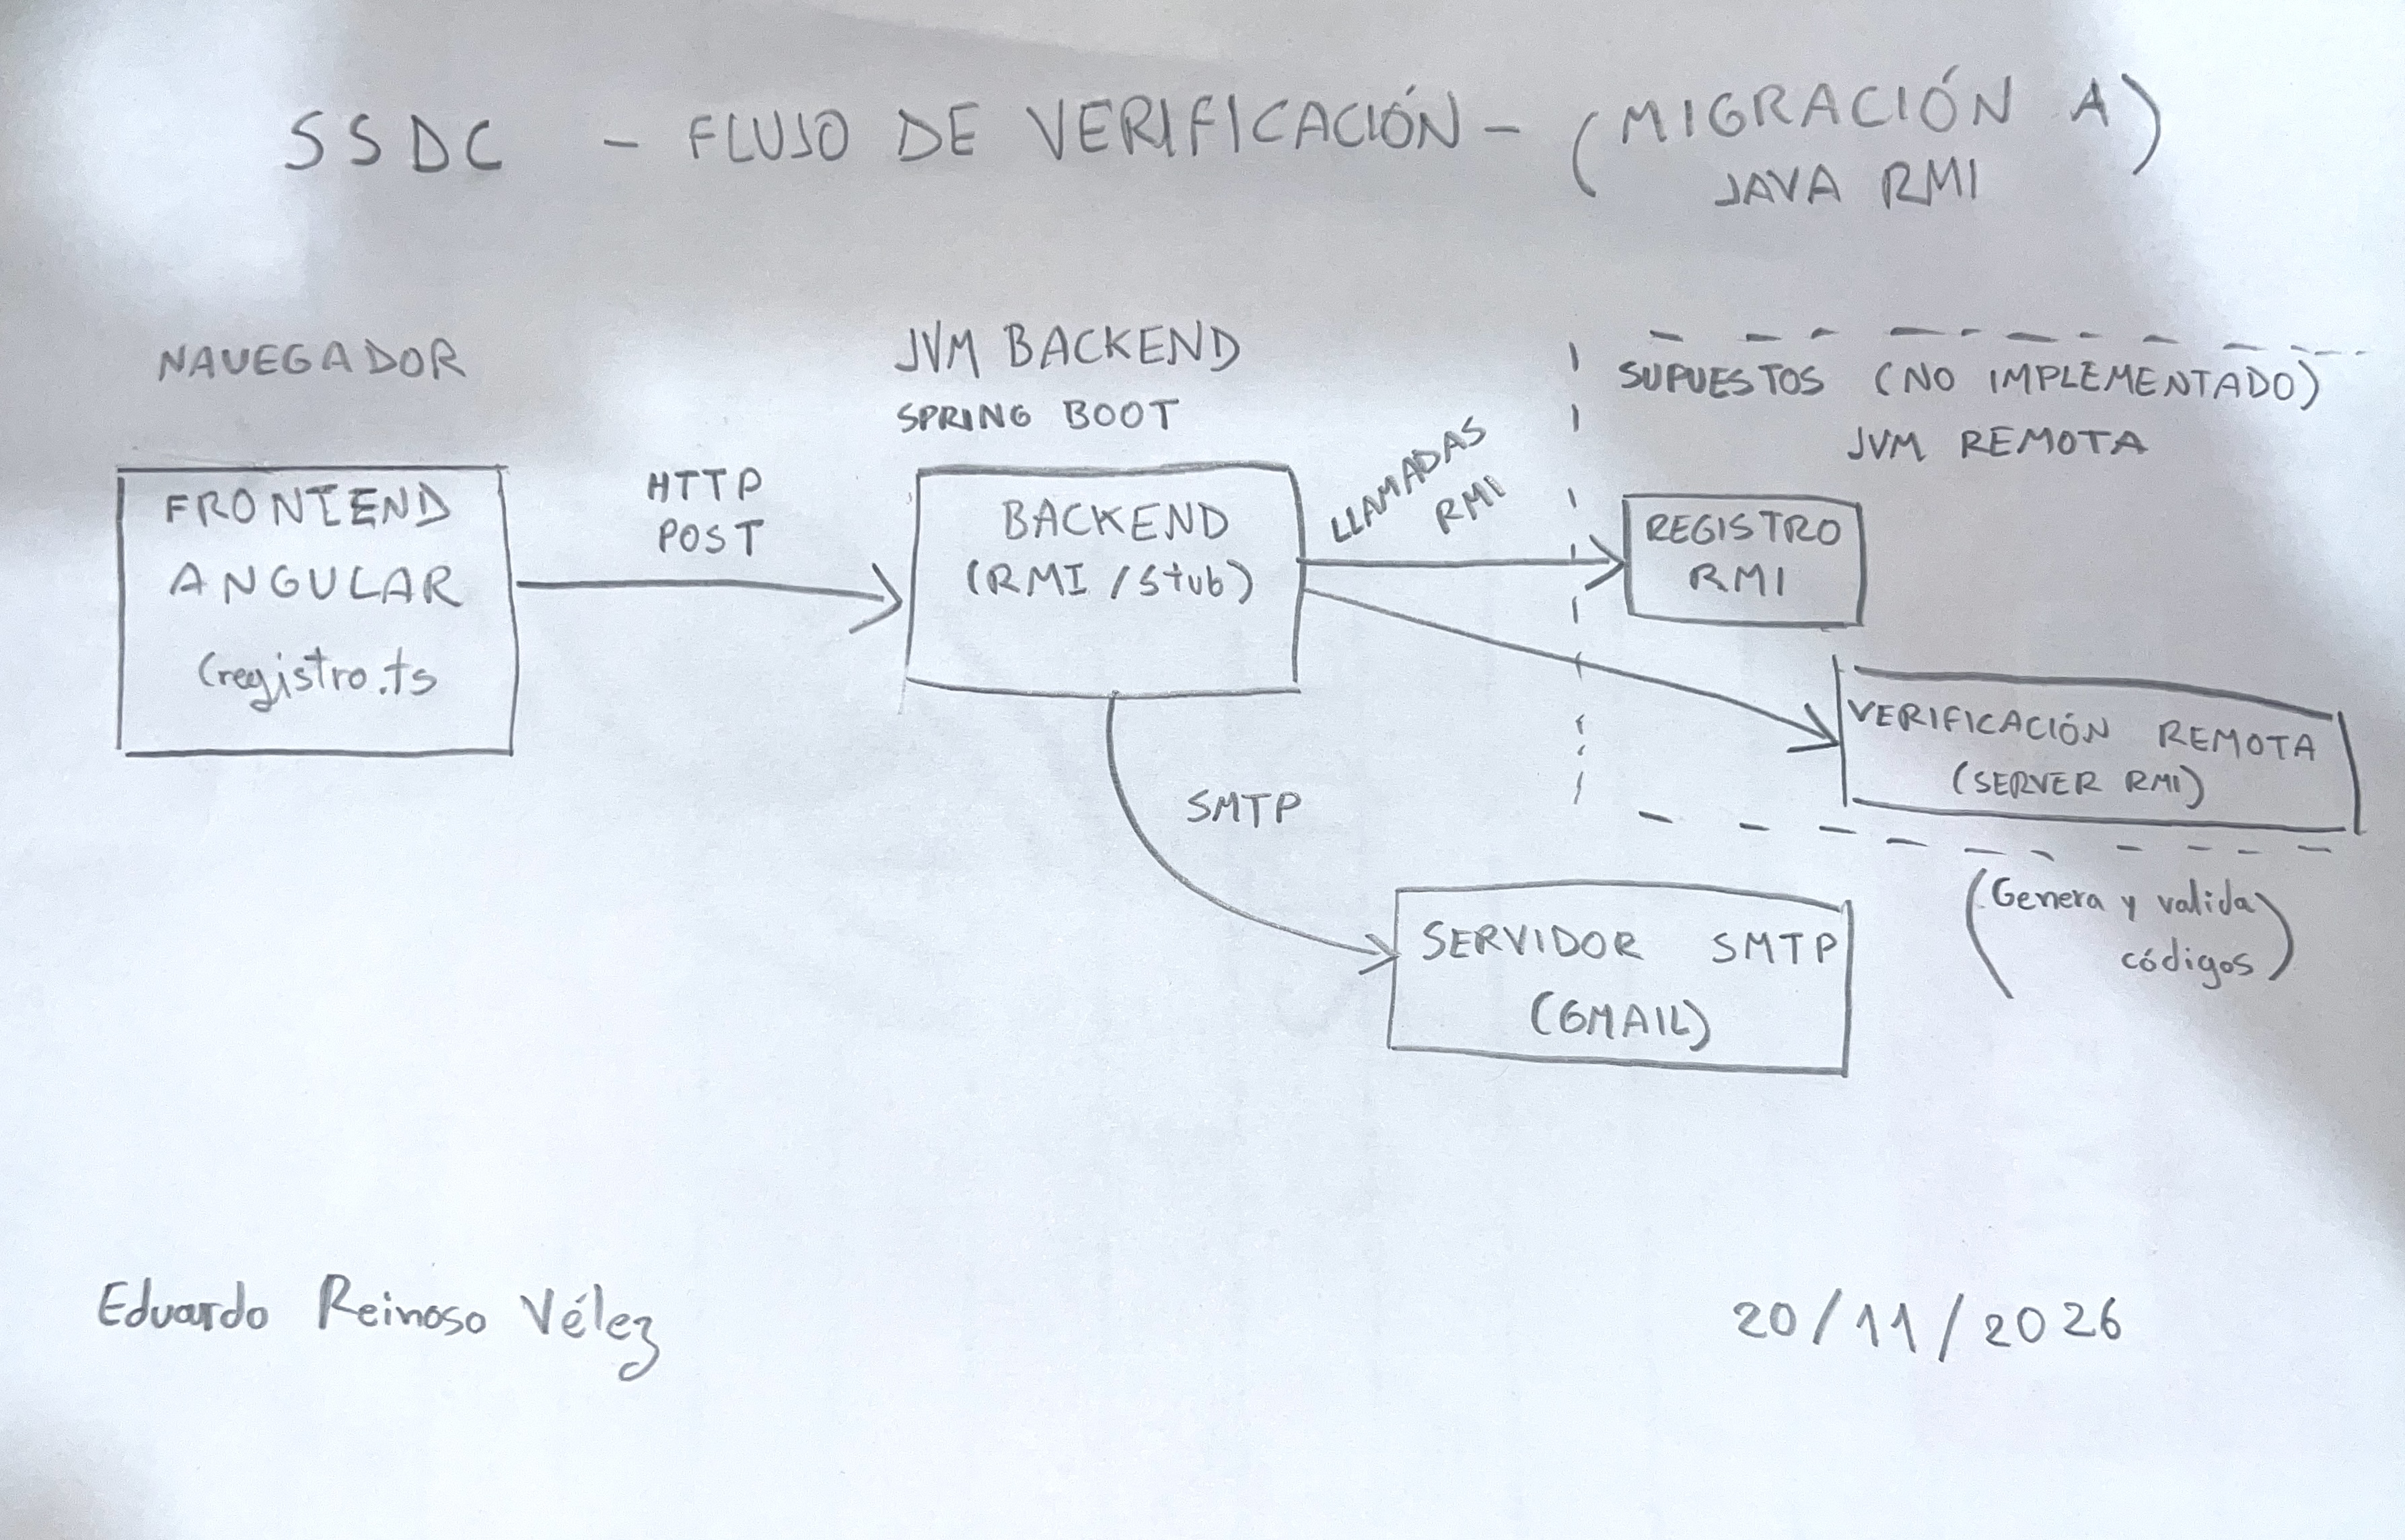 SSDC - FLUJO DE VERIFICACIÓN - (MIGRACIÓN A
JAVA RMI)
NAVEGADOR
FRONTEND
ANGULAR
(registro.ts
HTTP
POST
JVM BACKEND
SPRING BOOT
BACKEND
(RMI / Stub)
LLAMADAS
RMI
SUPUESTOS (NO IMPLEMENTADO)
JVM REMOTA
REGISTRO
RMI
VERIFICACIÓN REMOTA
(SERVER RMI)
(Genera y valida
códigos)
SMTP
SERVIDOR SMTP
(GMAIL)
Eduardo Reinoso Vélez
20/11/2026